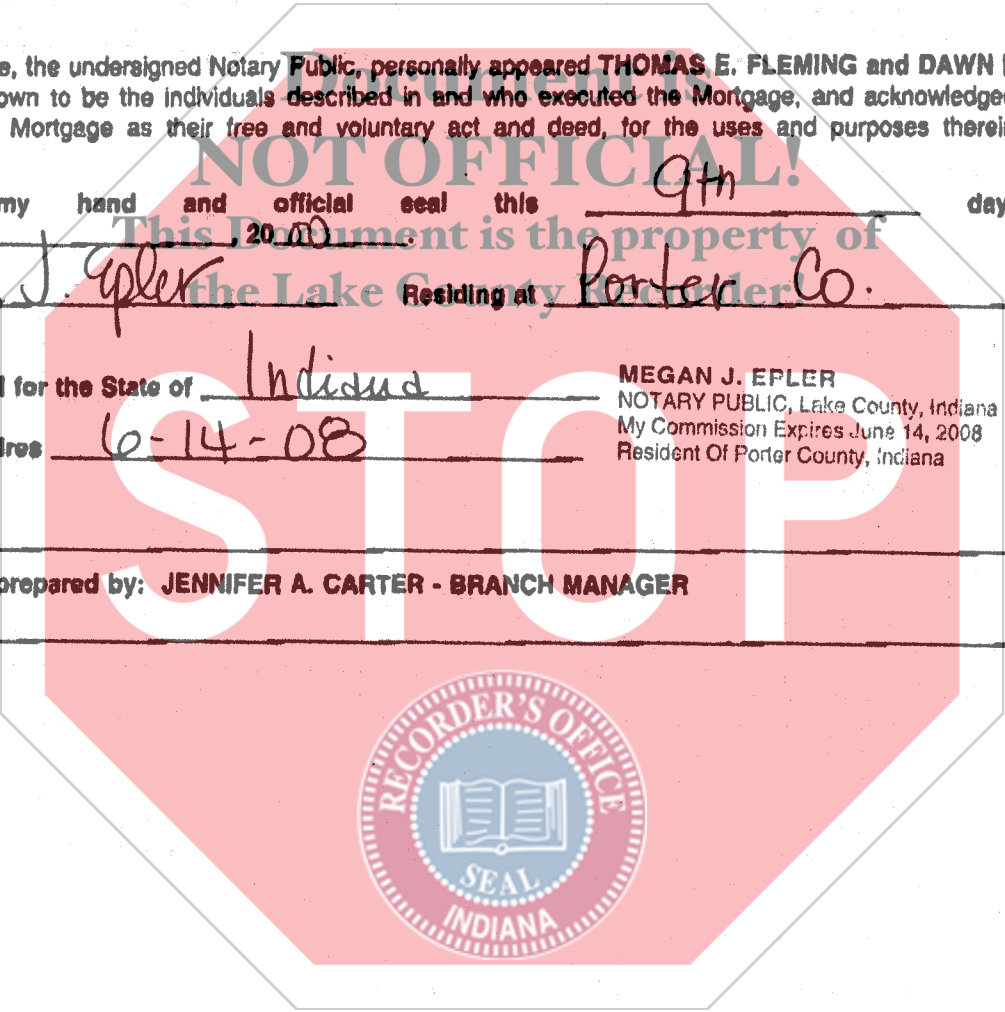 e, the undersigned Notary Public, personally appeared THOMAS E. FLEMING and DAWN
own to be the individuals described in and who executed the Mortgage, and acknowledge
Mortgage as their free and voluntary act and deed, for the uses and purposes therei
Document is
NOT OFFICIAL!
This Document is the property of
the Lake County Recorder!
my hand and official seal this 9th day
, 20 00 .
J. Epler Residing at Porter Co.
for the State of Indiana
ires 6-14-08
MEGAN J. EPLER
NOTARY PUBLIC, Lake County, Indiana
My Commission Expires June 14, 2008
Resident Of Porter County, Indiana
STOP
prepared by: JENNIFER A. CARTER - BRANCH MANAGER
RECORDER'S OFFICE
SEAL
INDIANA